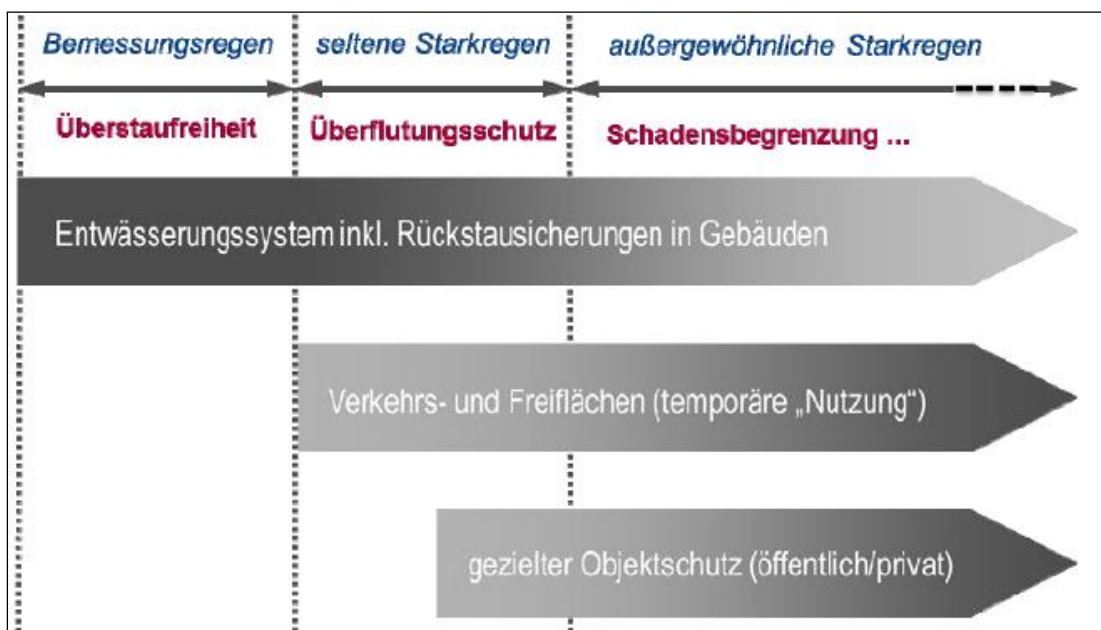 Bemessungsregen seltene Starkregen außergewöhnliche Starkregen
Überstaufreiheit Überflutungsschutz Schadensbegrenzung ...
Entwässerungssystem inkl. Rückstausicherungen in Gebäuden
Verkehrs- und Freiflächen (temporäre „Nutzung“)
gezielter Objektschutz (öffentlich/privat)